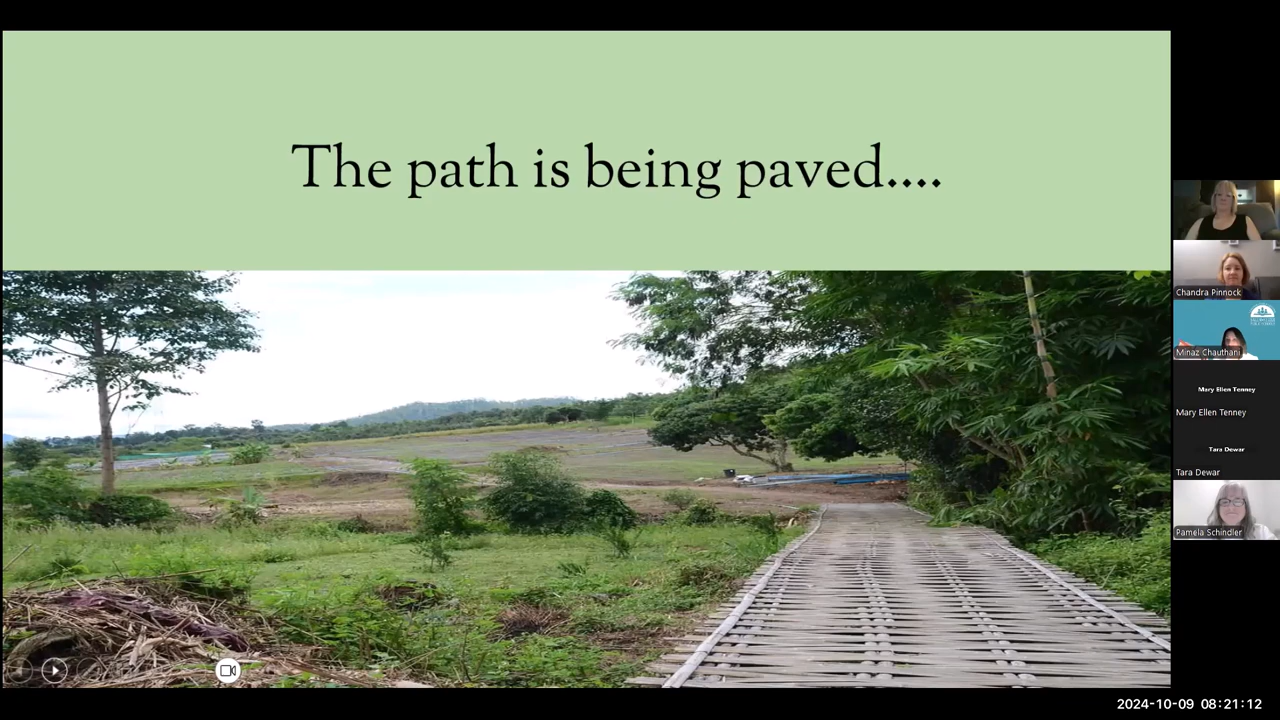 The path is being paved....
Chandra Pinnock
Minaz Chauthani
Mary Ellen Tenney
Mary Ellen Tenney
Tara Dewar
Tara Dewar
Pamela Schindler
2024-10-09 08:21:12